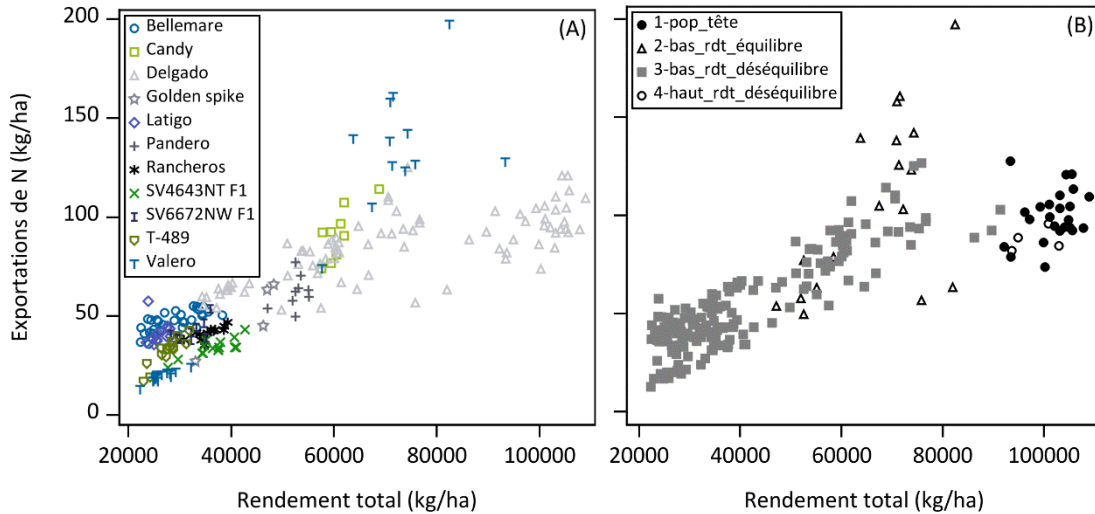 200
150
100
50
0
Exportations de N (kg/ha)
(A)
Bellemare
Candy
Delgado
Golden spike
Latigo
Pandero
Rancheros
SV4643NT F1
SV6672NW F1
T-489
Valero
20000 40000 60000 80000 100000
Rendement total (kg/ha)
(B)
1-pop_tête
2-bas_rdt_équilibre
3-bas_rdt_déséquilibre
4-haut_rdt_déséquilibre
20000 40000 60000 80000 100000
Rendement total (kg/ha)